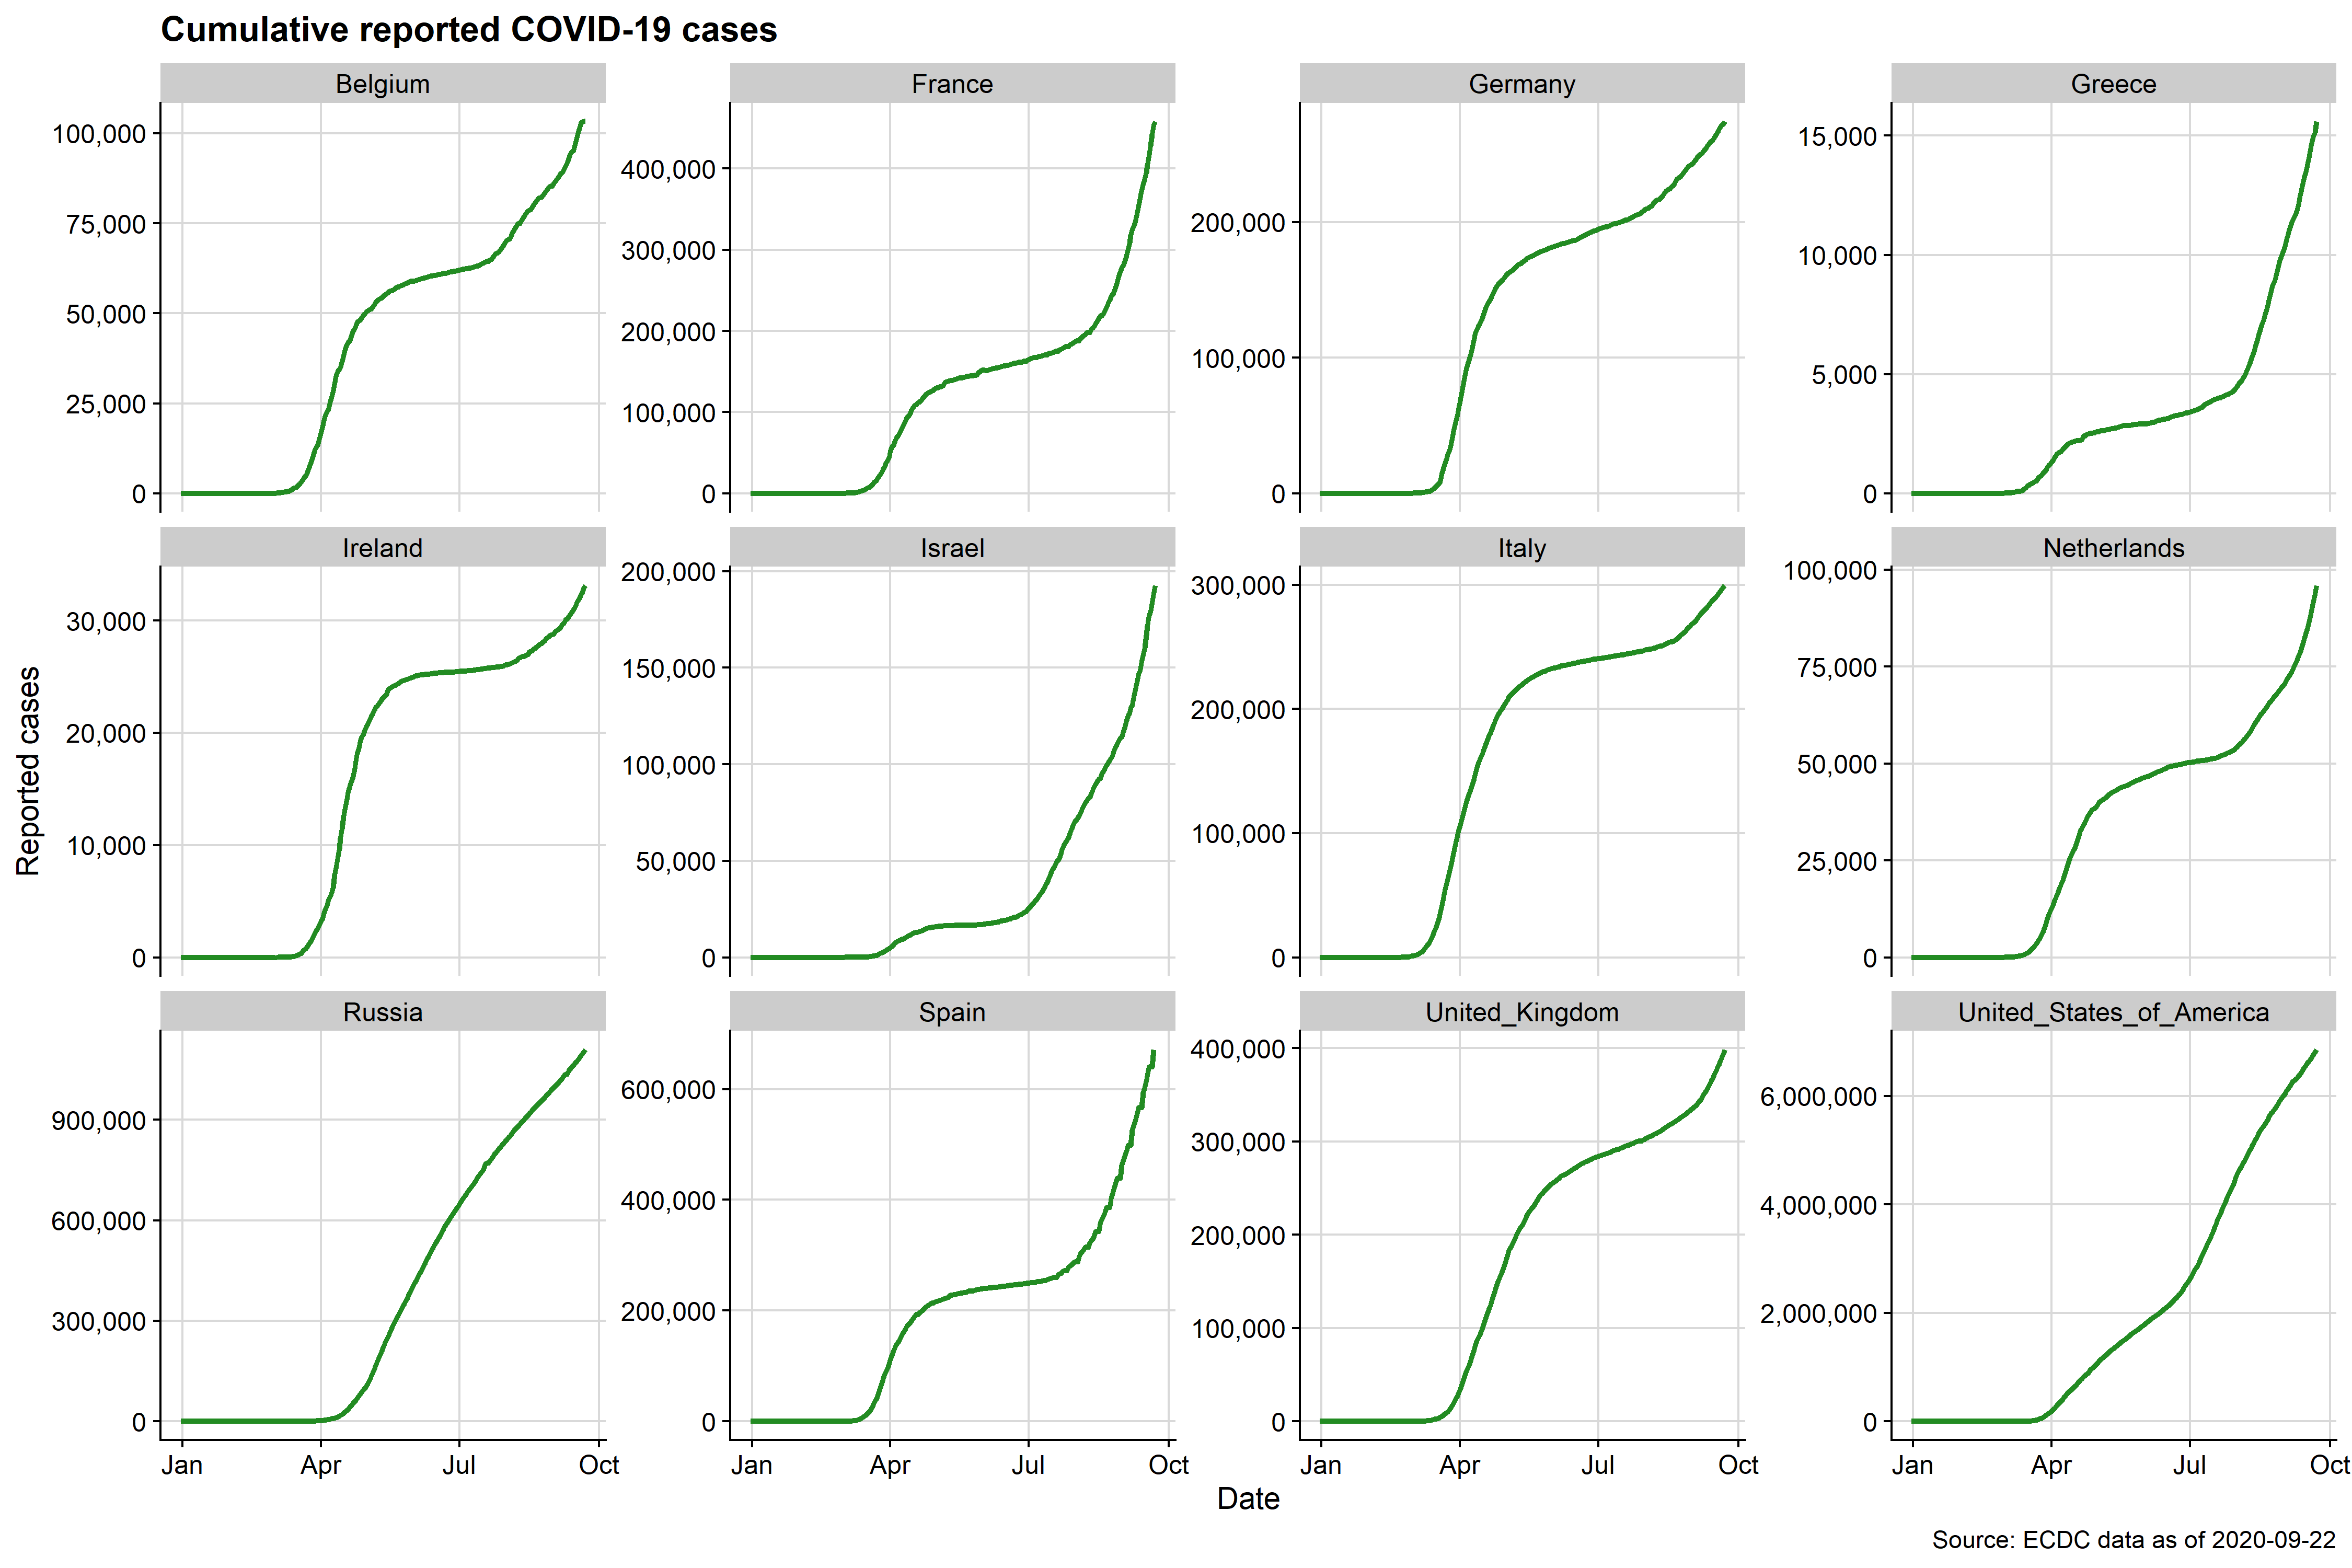 Cumulative reported COVID-19 cases
Belgium
France
Germany
Greece
100,000
75,000
50,000
25,000
0
400,000
300,000
200,000
100,000
0
200,000
100,000
0
15,000
10,000
5,000
0
Ireland
Israel
Italy
Netherlands
30,000
20,000
10,000
0
200,000
150,000
100,000
50,000
0
300,000
200,000
100,000
0
100,000
75,000
50,000
25,000
0
Reported cases
Russia
Spain
United_Kingdom
United_States_of_America
900,000
600,000
300,000
0
600,000
400,000
200,000
0
400,000
300,000
200,000
100,000
0
6,000,000
4,000,000
2,000,000
0
Jan Apr Jul Oct
Jan Apr Jul Oct
Jan Apr Jul Oct
Jan Apr Jul Oct
Date
Source: ECDC data as of 2020-09-22